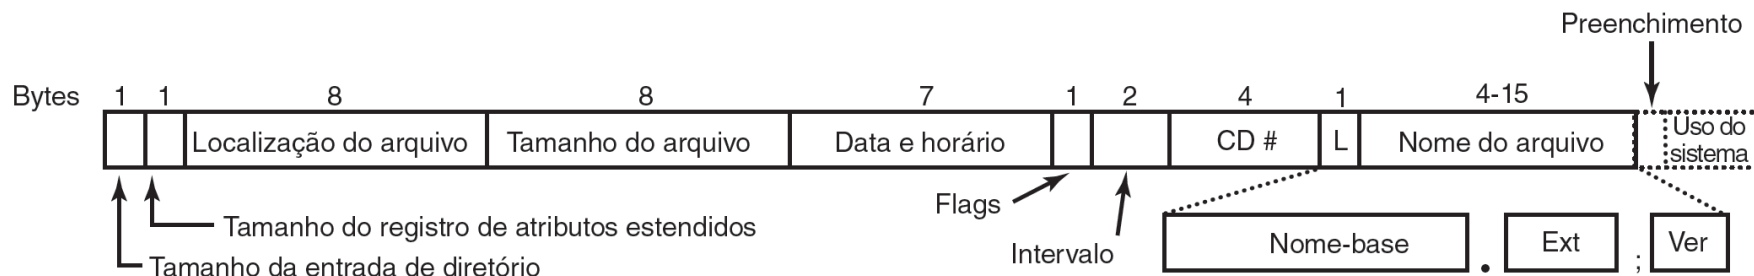 Preenchimento
Bytes 1 1 8 8 7 1 2 4 1 4-15
Localização do arquivo Tamanho do arquivo Data e horário CD # L Nome do arquivo Uso do
sistema
Flags
Tamanho do registro de atributos estendidos
Intervalo
Nome-base . Ext ; Ver
Tamanho da entrada de diretório